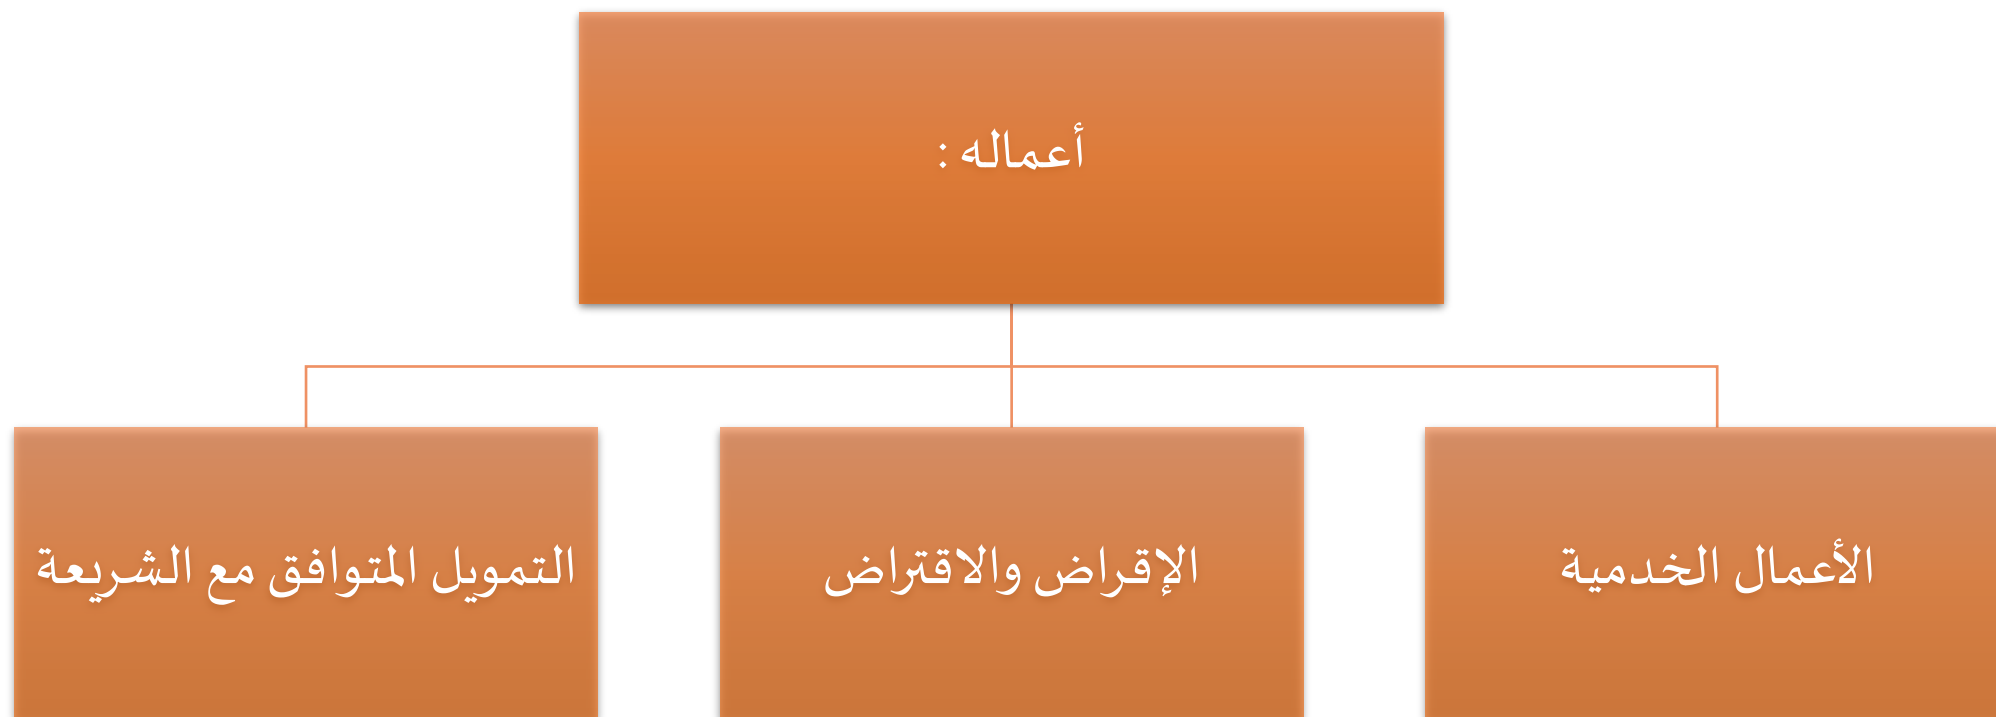 أعماله :
الأعمال الخدمية
الإقراض والاقتراض
التمويل المتوافق مع الشريعة